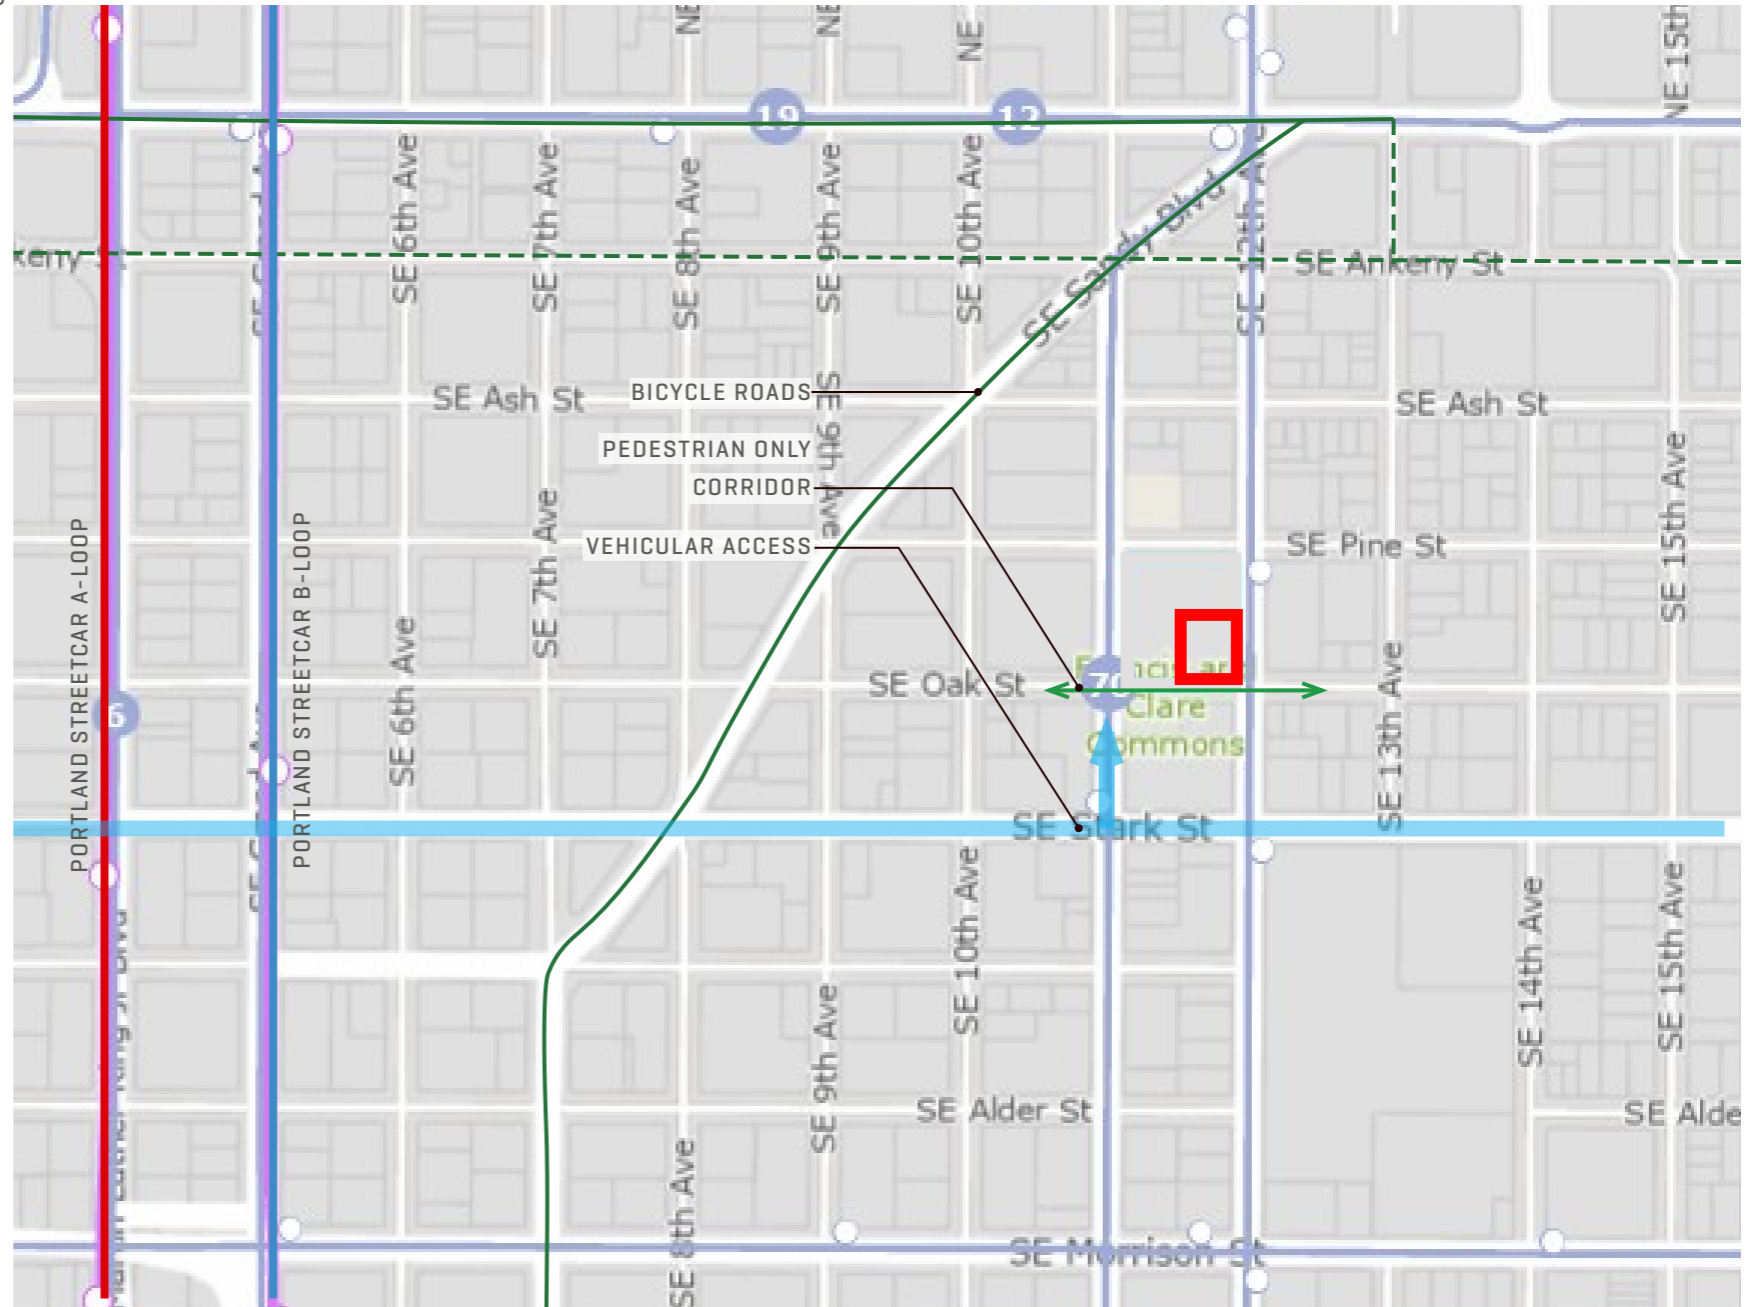 NE
NE
NE
NE 15th
19
12
SE 6th Ave
SE 7th Ave
SE 8th Ave
SE 9th Ave
SE 10th Ave
SE Sandy Blvd
SE 12th Ave
SE Ankeny St
SE Ash St
BICYCLE ROADS
SE 9th Ave
SE Ash St
PEDESTRIAN ONLY
CORRIDOR
VEHICULAR ACCESS
SE 7th Ave
SE Pine St
SE 15th Ave
PORTLAND STREETCAR A-LOOP
PORTLAND STREETCAR B-LOOP
SE 6th Ave
6
SE Oak St
70
Clare
Commons
SE 13th Ave
SE Stark St
SE 10th Ave
SE 14th Ave
SE 15th Ave
SE 9th Ave
SE Alder St
SE Alde
SE 8th Ave
SE Morrison St